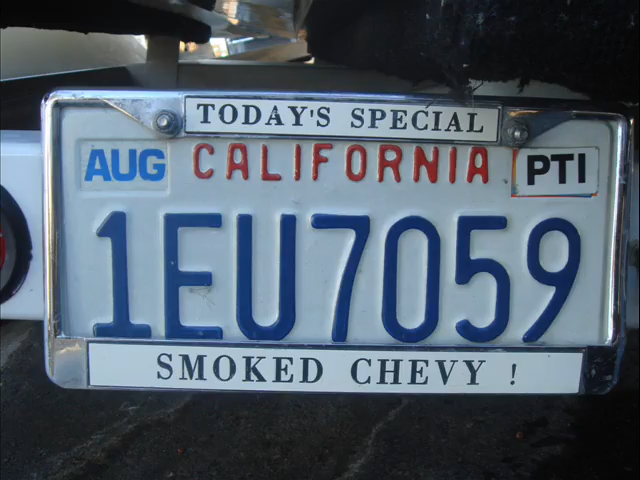 TODAY'S SPECIAL
AUG CALIFORNIA PTI
1EU7059
SMOKED CHEVY !